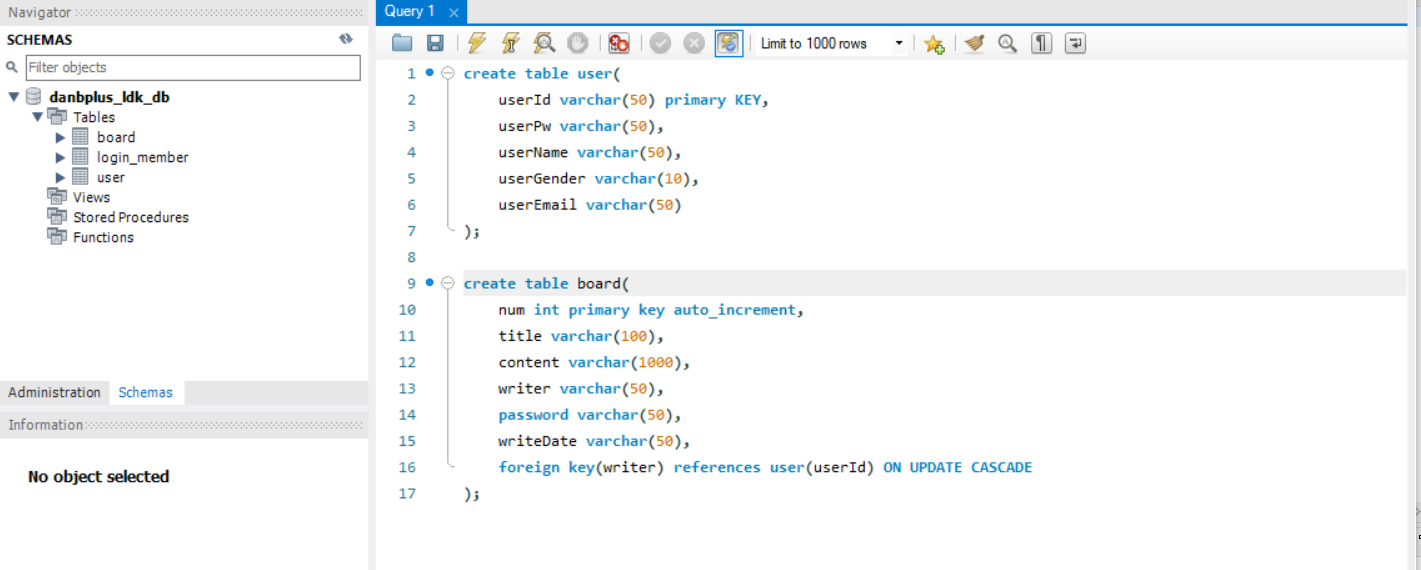 Navigator
SCHEMAS
Filter objects
danbplus_ldk_db
Tables
board
login_member
user
Views
Stored Procedures
Functions
Administration Schemas
Information
No object selected
Query 1
Limit to 1000 rows
1 create table user(
2 userId varchar(50) primary KEY,
3 userPw varchar(50),
4 userName varchar(50),
5 userGender varchar(10),
6 userEmail varchar(50)
7 );
8
9 create table board(
10 num int primary key auto_increment,
11 title varchar(100),
12 content varchar(1000),
13 writer varchar(50),
14 password varchar(50),
15 writeDate varchar(50),
16 foreign key(writer) references user(userId) ON UPDATE CASCADE
17 );